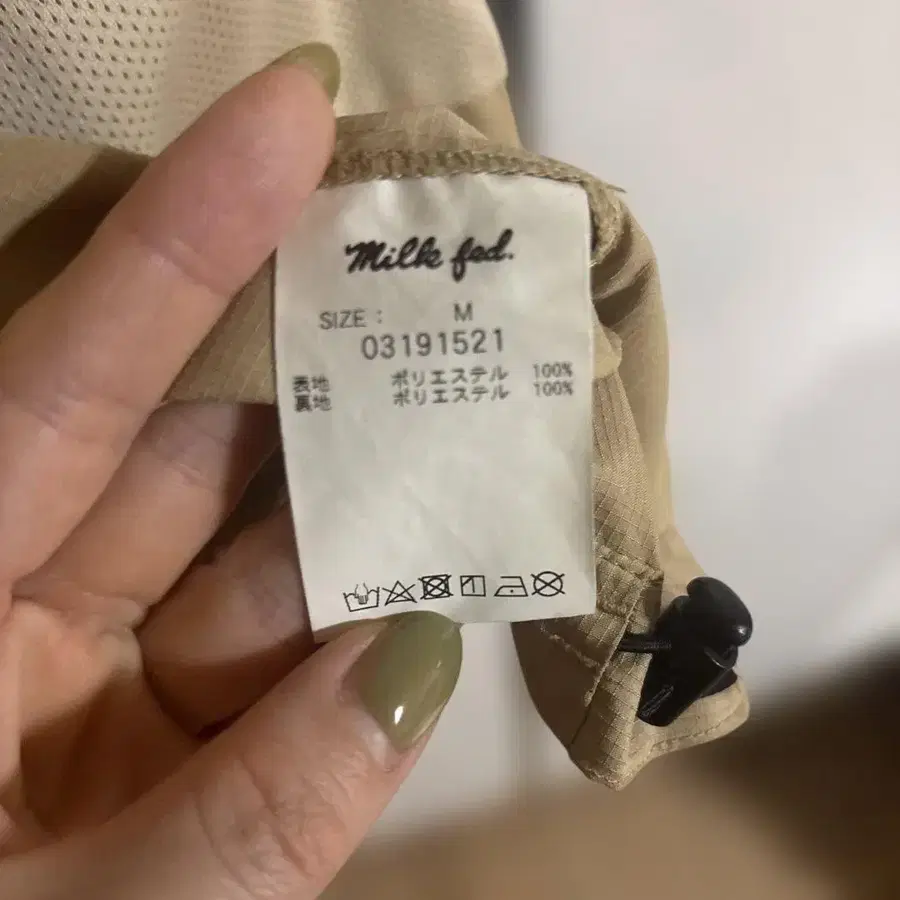 Milk fed.
SIZE : M
03191521
表地 ポリエステル 100%
裏地 ポリエステル 100%